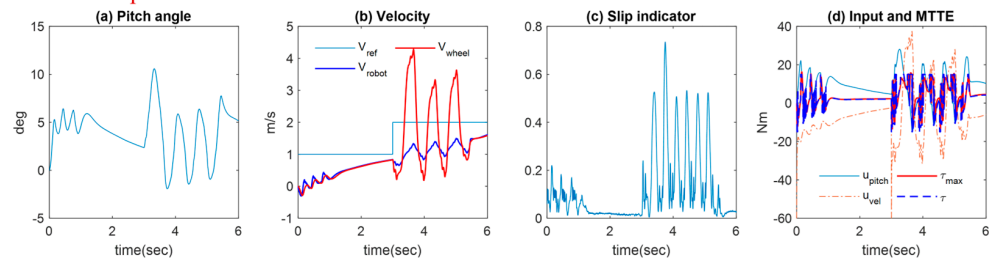 (a) Pitch angle
deg
15
10
5
0
-5
0 2 4 6
time(sec)
(b) Velocity
m/s
5
4
3
2
1
0
-1
V_ref V_wheel
V_robot
0 2 4 6
time(sec)
(c) Slip indicator
0.8
0.6
0.4
0.2
0
0 2 4 6
time(sec)
(d) Input and MTTE
Nm
40
20
0
-20
-40
-60
u_pitch τ_max
u_vel τ
0 2 4 6
time(sec)